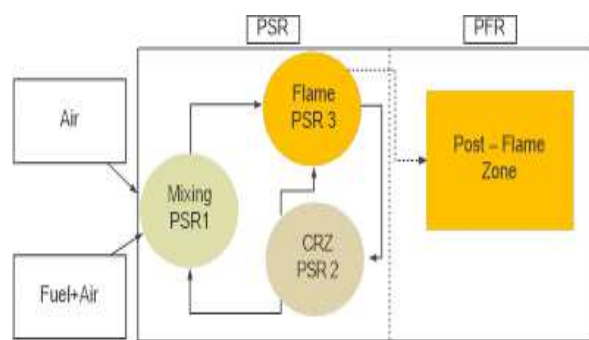 PSR
PFR
Air
Fuel+Air
Mixing
PSR1
Flame
PSR 3
CRZ
PSR 2
Post – Flame
Zone